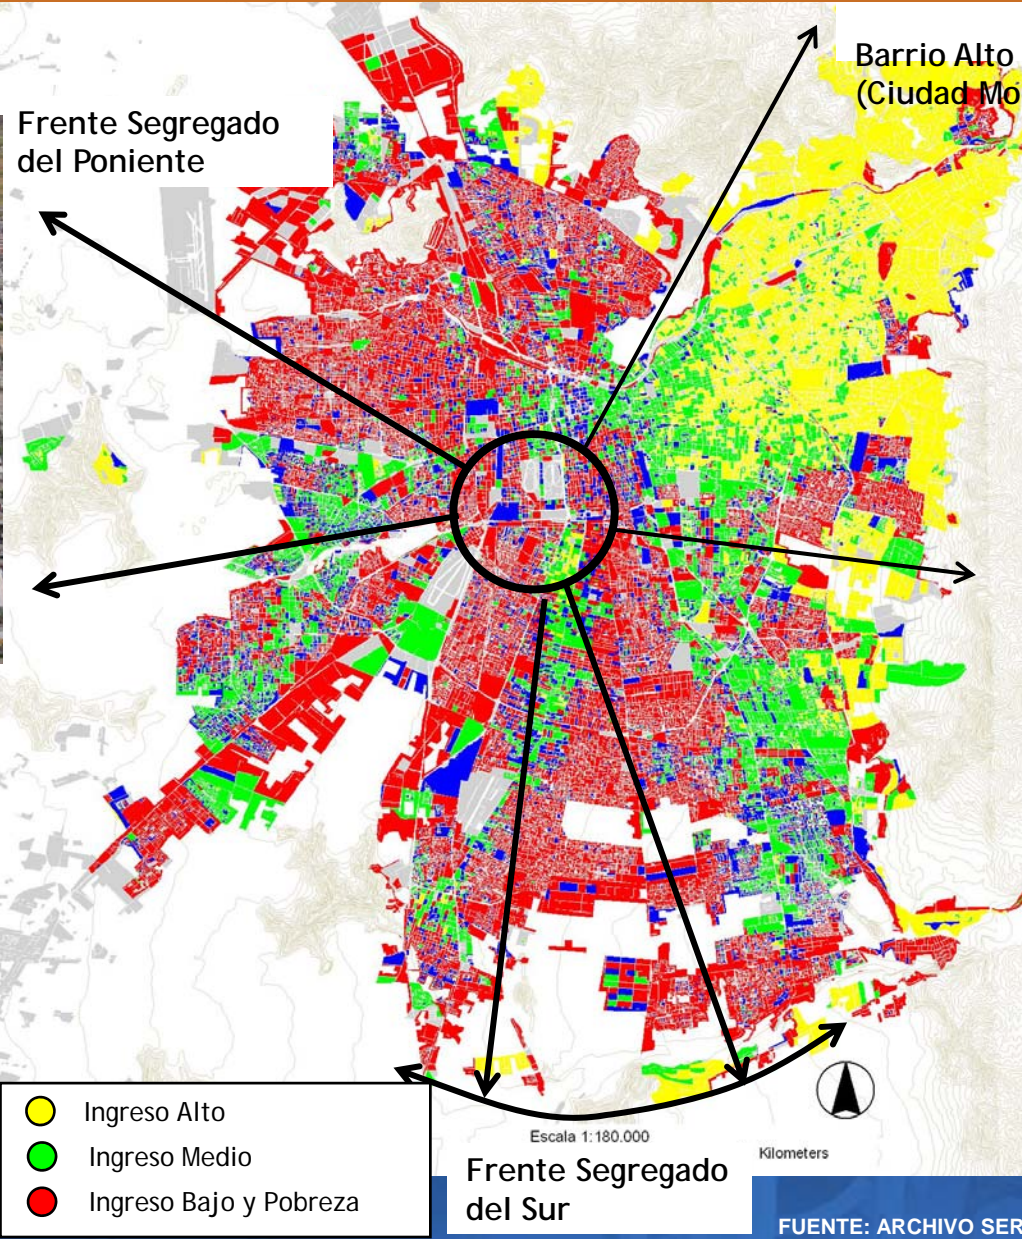 Barrio Alto
(Ciudad Mo
Frente Segregado
del Poniente
Ingreso Alto
Ingreso Medio
Ingreso Bajo y Pobreza
Escala 1:180.000
Kilometers
Frente Segregado
del Sur
FUENTE: ARCHIVO SER